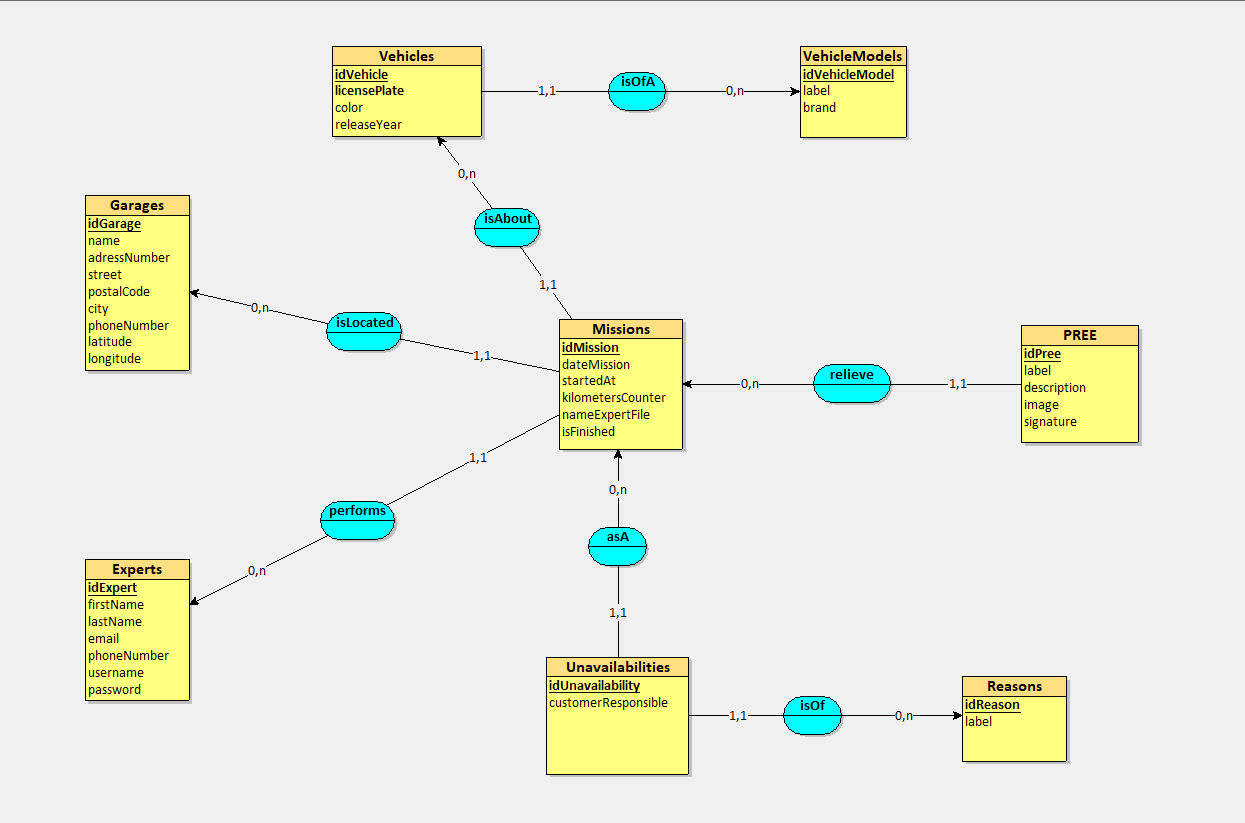 Vehicles
idVehicle
licensePlate
color
releaseYear
1,1
isOfA
0,n
VehicleModels
idVehicleModel
label
brand
0,n
isAbout
1,1
Garages
idGarage
name
adressNumber
street
postalCode
city
phoneNumber
latitude
longitude
0,n
isLocated
1,1
Missions
idMission
dateMission
startedAt
kilometersCounter
nameExpertFile
isFinished
0,n
relieve
1,1
PREE
idPree
label
description
image
signature
1,1
performs
0,n
Experts
idExpert
firstName
lastName
email
phoneNumber
username
password
0,n
asA
1,1
Unavailabilities
idUnavailability
customerResponsible
1,1
isOf
0,n
Reasons
idReason
label